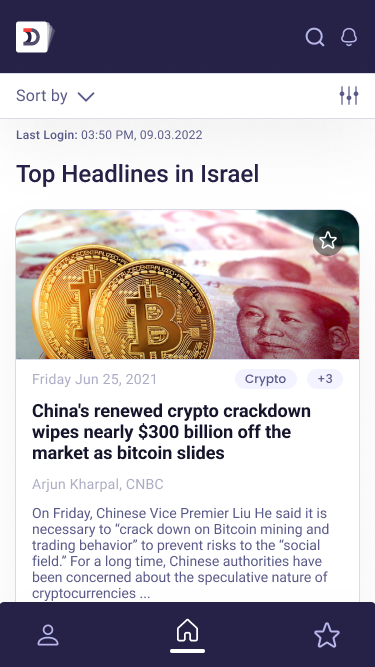 D
Sort by
Last Login: 03:50 PM, 09.03.2022
Top Headlines in Israel
Friday Jun 25, 2021
Crypto
+3
China's renewed crypto crackdown
wipes nearly $300 billion off the
market as bitcoin slides
Arjun Kharpal, CNBC
On Friday, Chinese Vice Premier Liu He said it is
necessary to “crack down on Bitcoin mining and
trading behavior” to prevent risks to the “social
field.” For a long time, Chinese authorities have
been concerned about the speculative nature of
cryptocurrencies ...